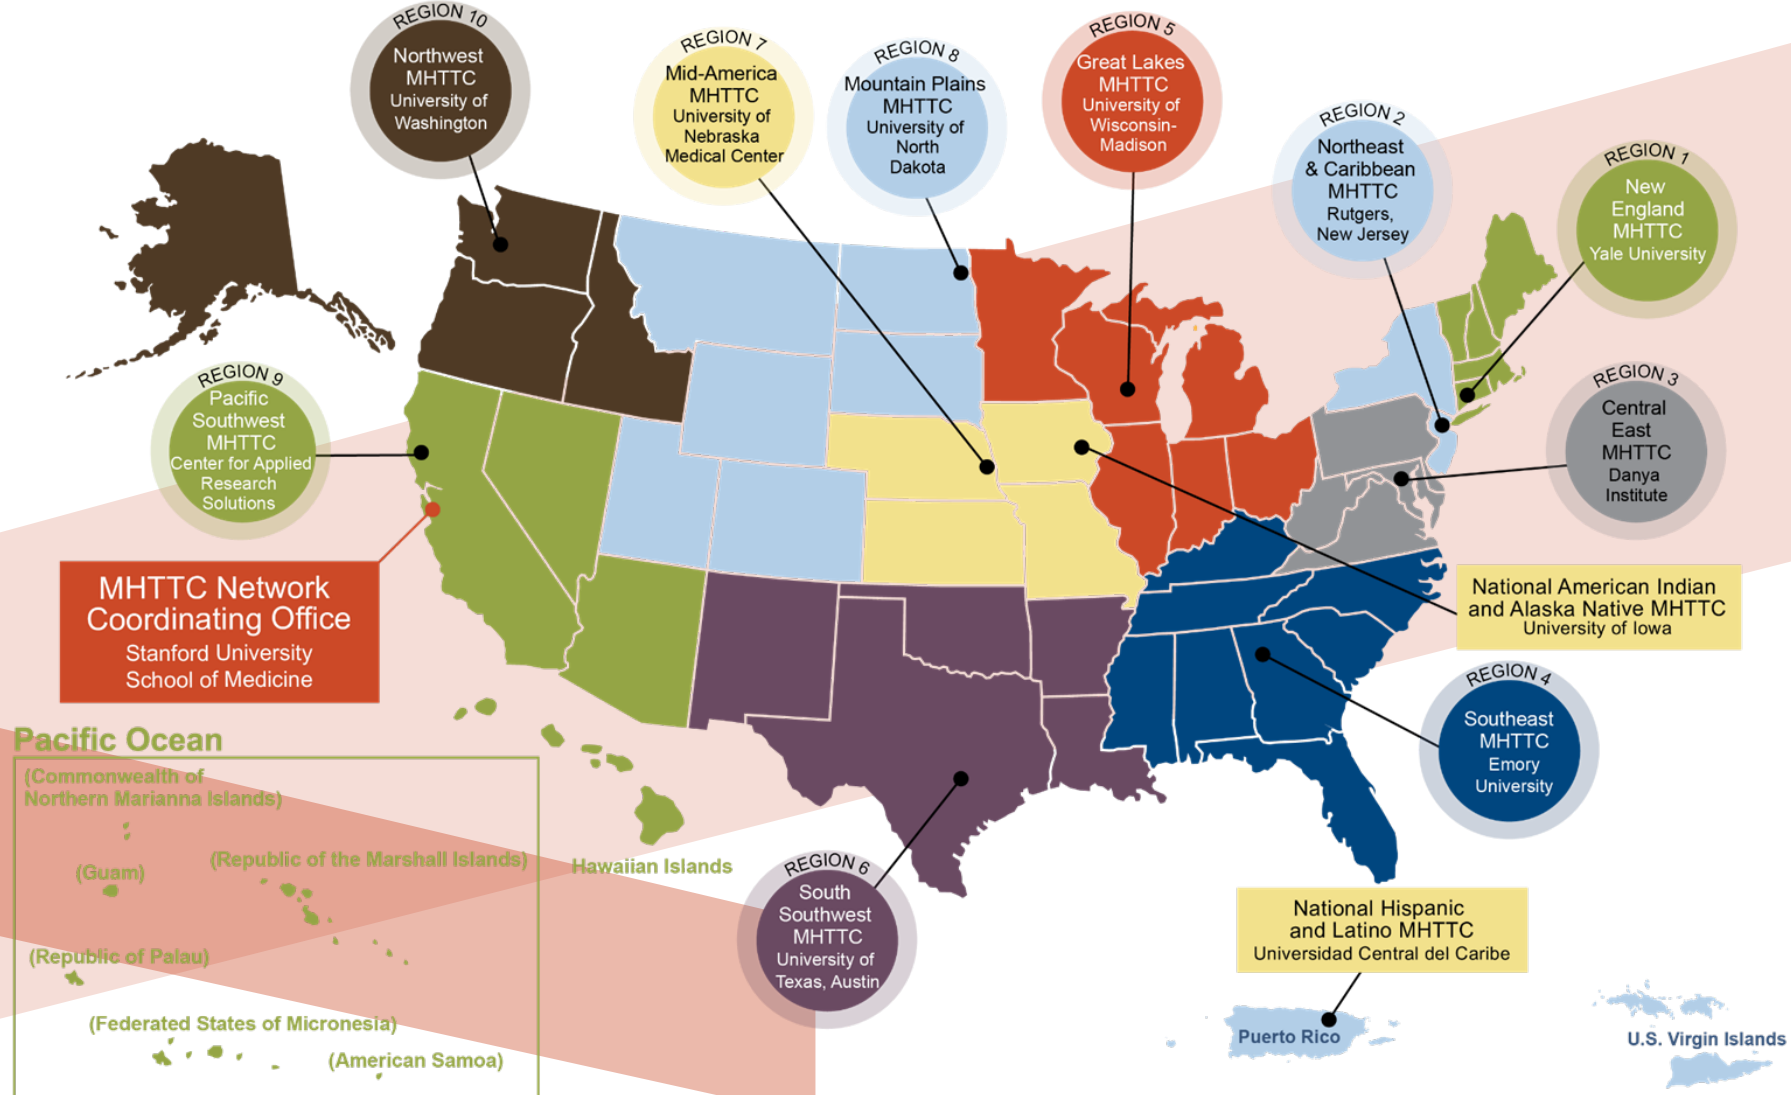 REGION 10
Northwest
MHTTC
University of
Washington
REGION 7
Mid-America
MHTTC
University of
Nebraska
Medical Center
REGION 8
Mountain Plains
MHTTC
University of
North
Dakota
REGION 5
Great Lakes
MHTTC
University of
Wisconsin-
Madison
REGION 2
Northeast
& Caribbean
MHTTC
Rutgers,
New Jersey
REGION 1
New
England
MHTTC
Yale University
REGION 9
Pacific
Southwest
MHTTC
Center for Applied
Research
Solutions
REGION 3
Central
East
MHTTC
Danya
Institute
MHTTC Network
Coordinating Office
Stanford University
School of Medicine
National American Indian
and Alaska Native MHTTC
University of Iowa
REGION 4
Southeast
MHTTC
Emory
University
Pacific Ocean
(Commonwealth of
Northern Marianna Islands)
(Guam)
(Republic of the Marshall Islands)
Hawaiian Islands
(Republic of Palau)
(Federated States of Micronesia)
(American Samoa)
REGION 6
South
Southwest
MHTTC
University of
Texas, Austin
National Hispanic
and Latino MHTTC
Universidad Central del Caribe
Puerto Rico
U.S. Virgin Islands